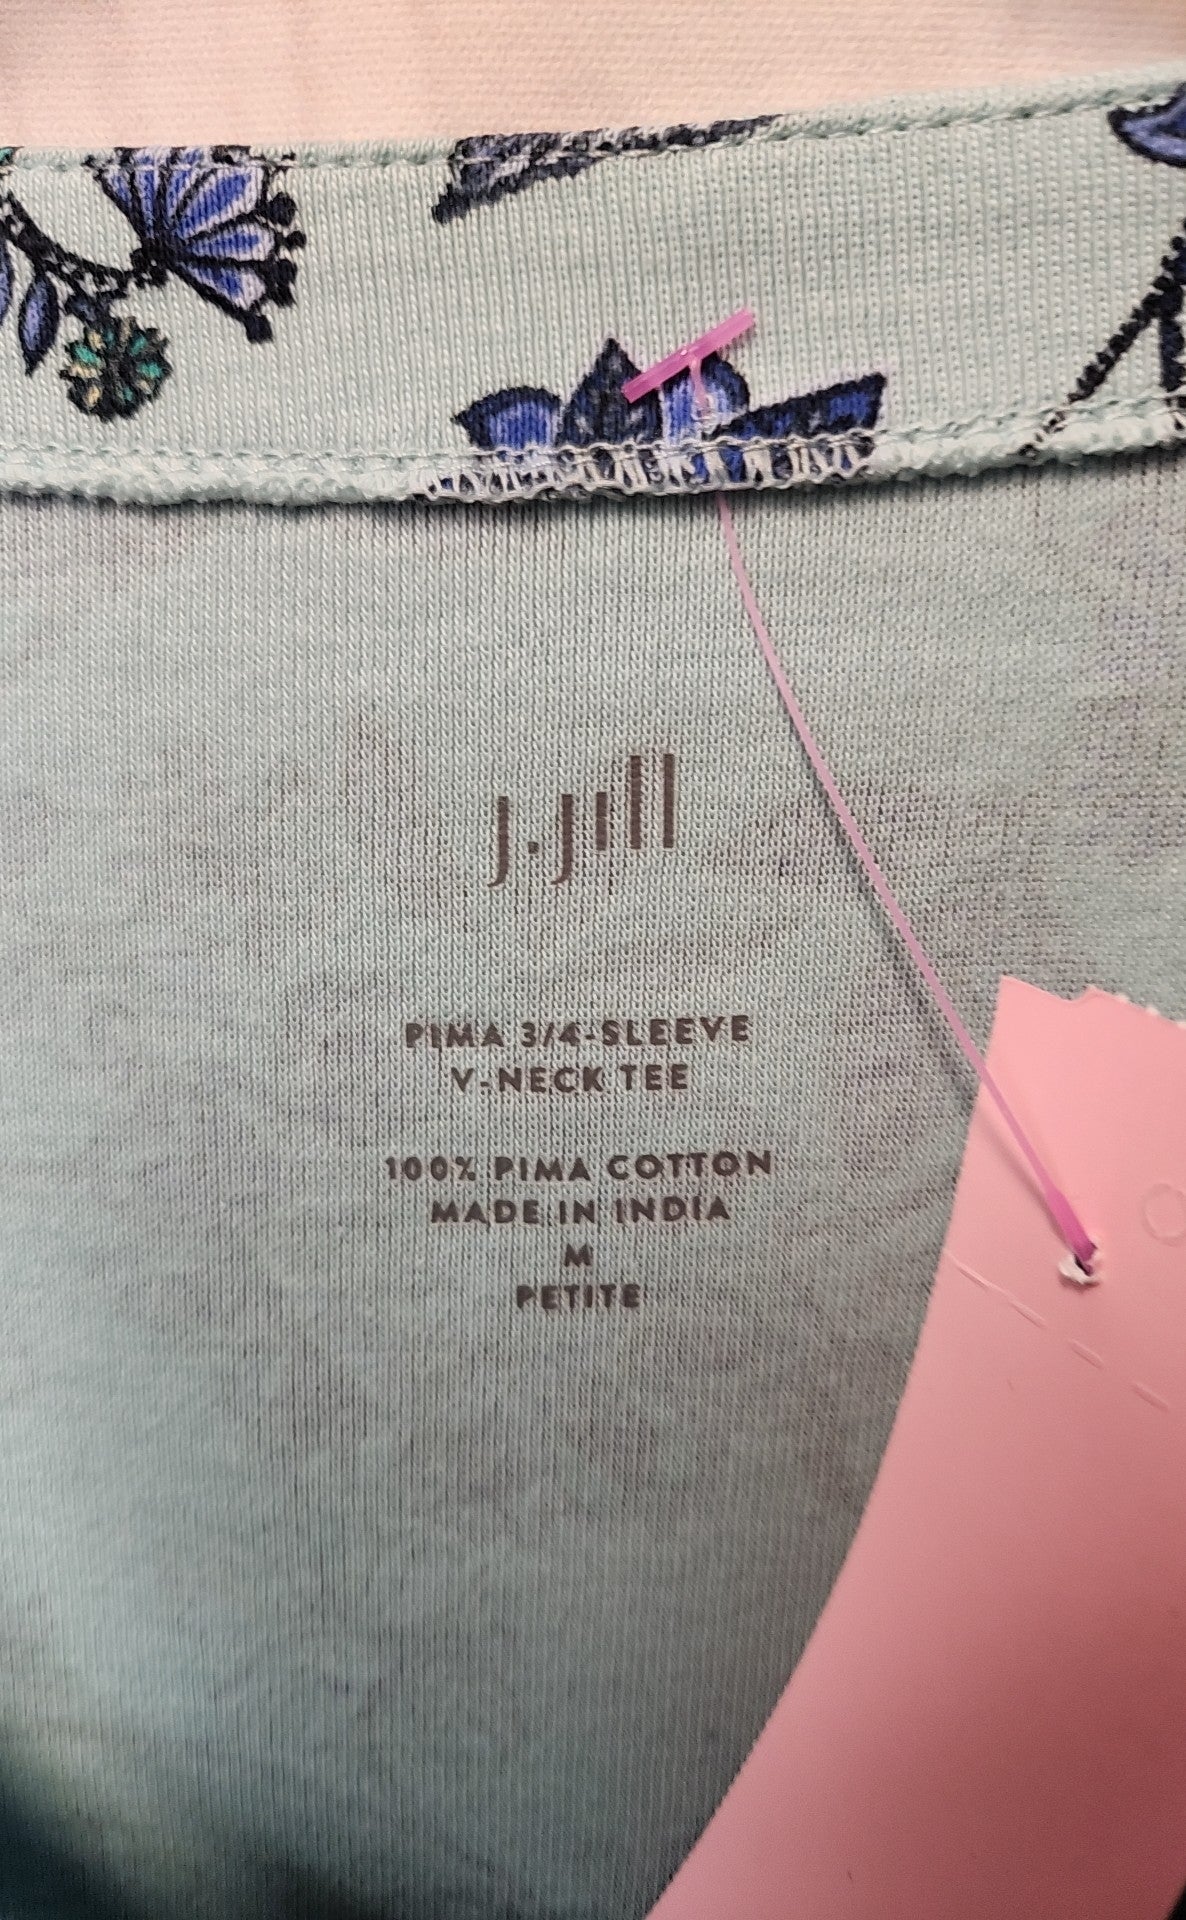 J.Jill
PIMA 3/4-SLEEVE
V-NECK TEE
100% PIMA COTTON
MADE IN INDIA
M
PETITE